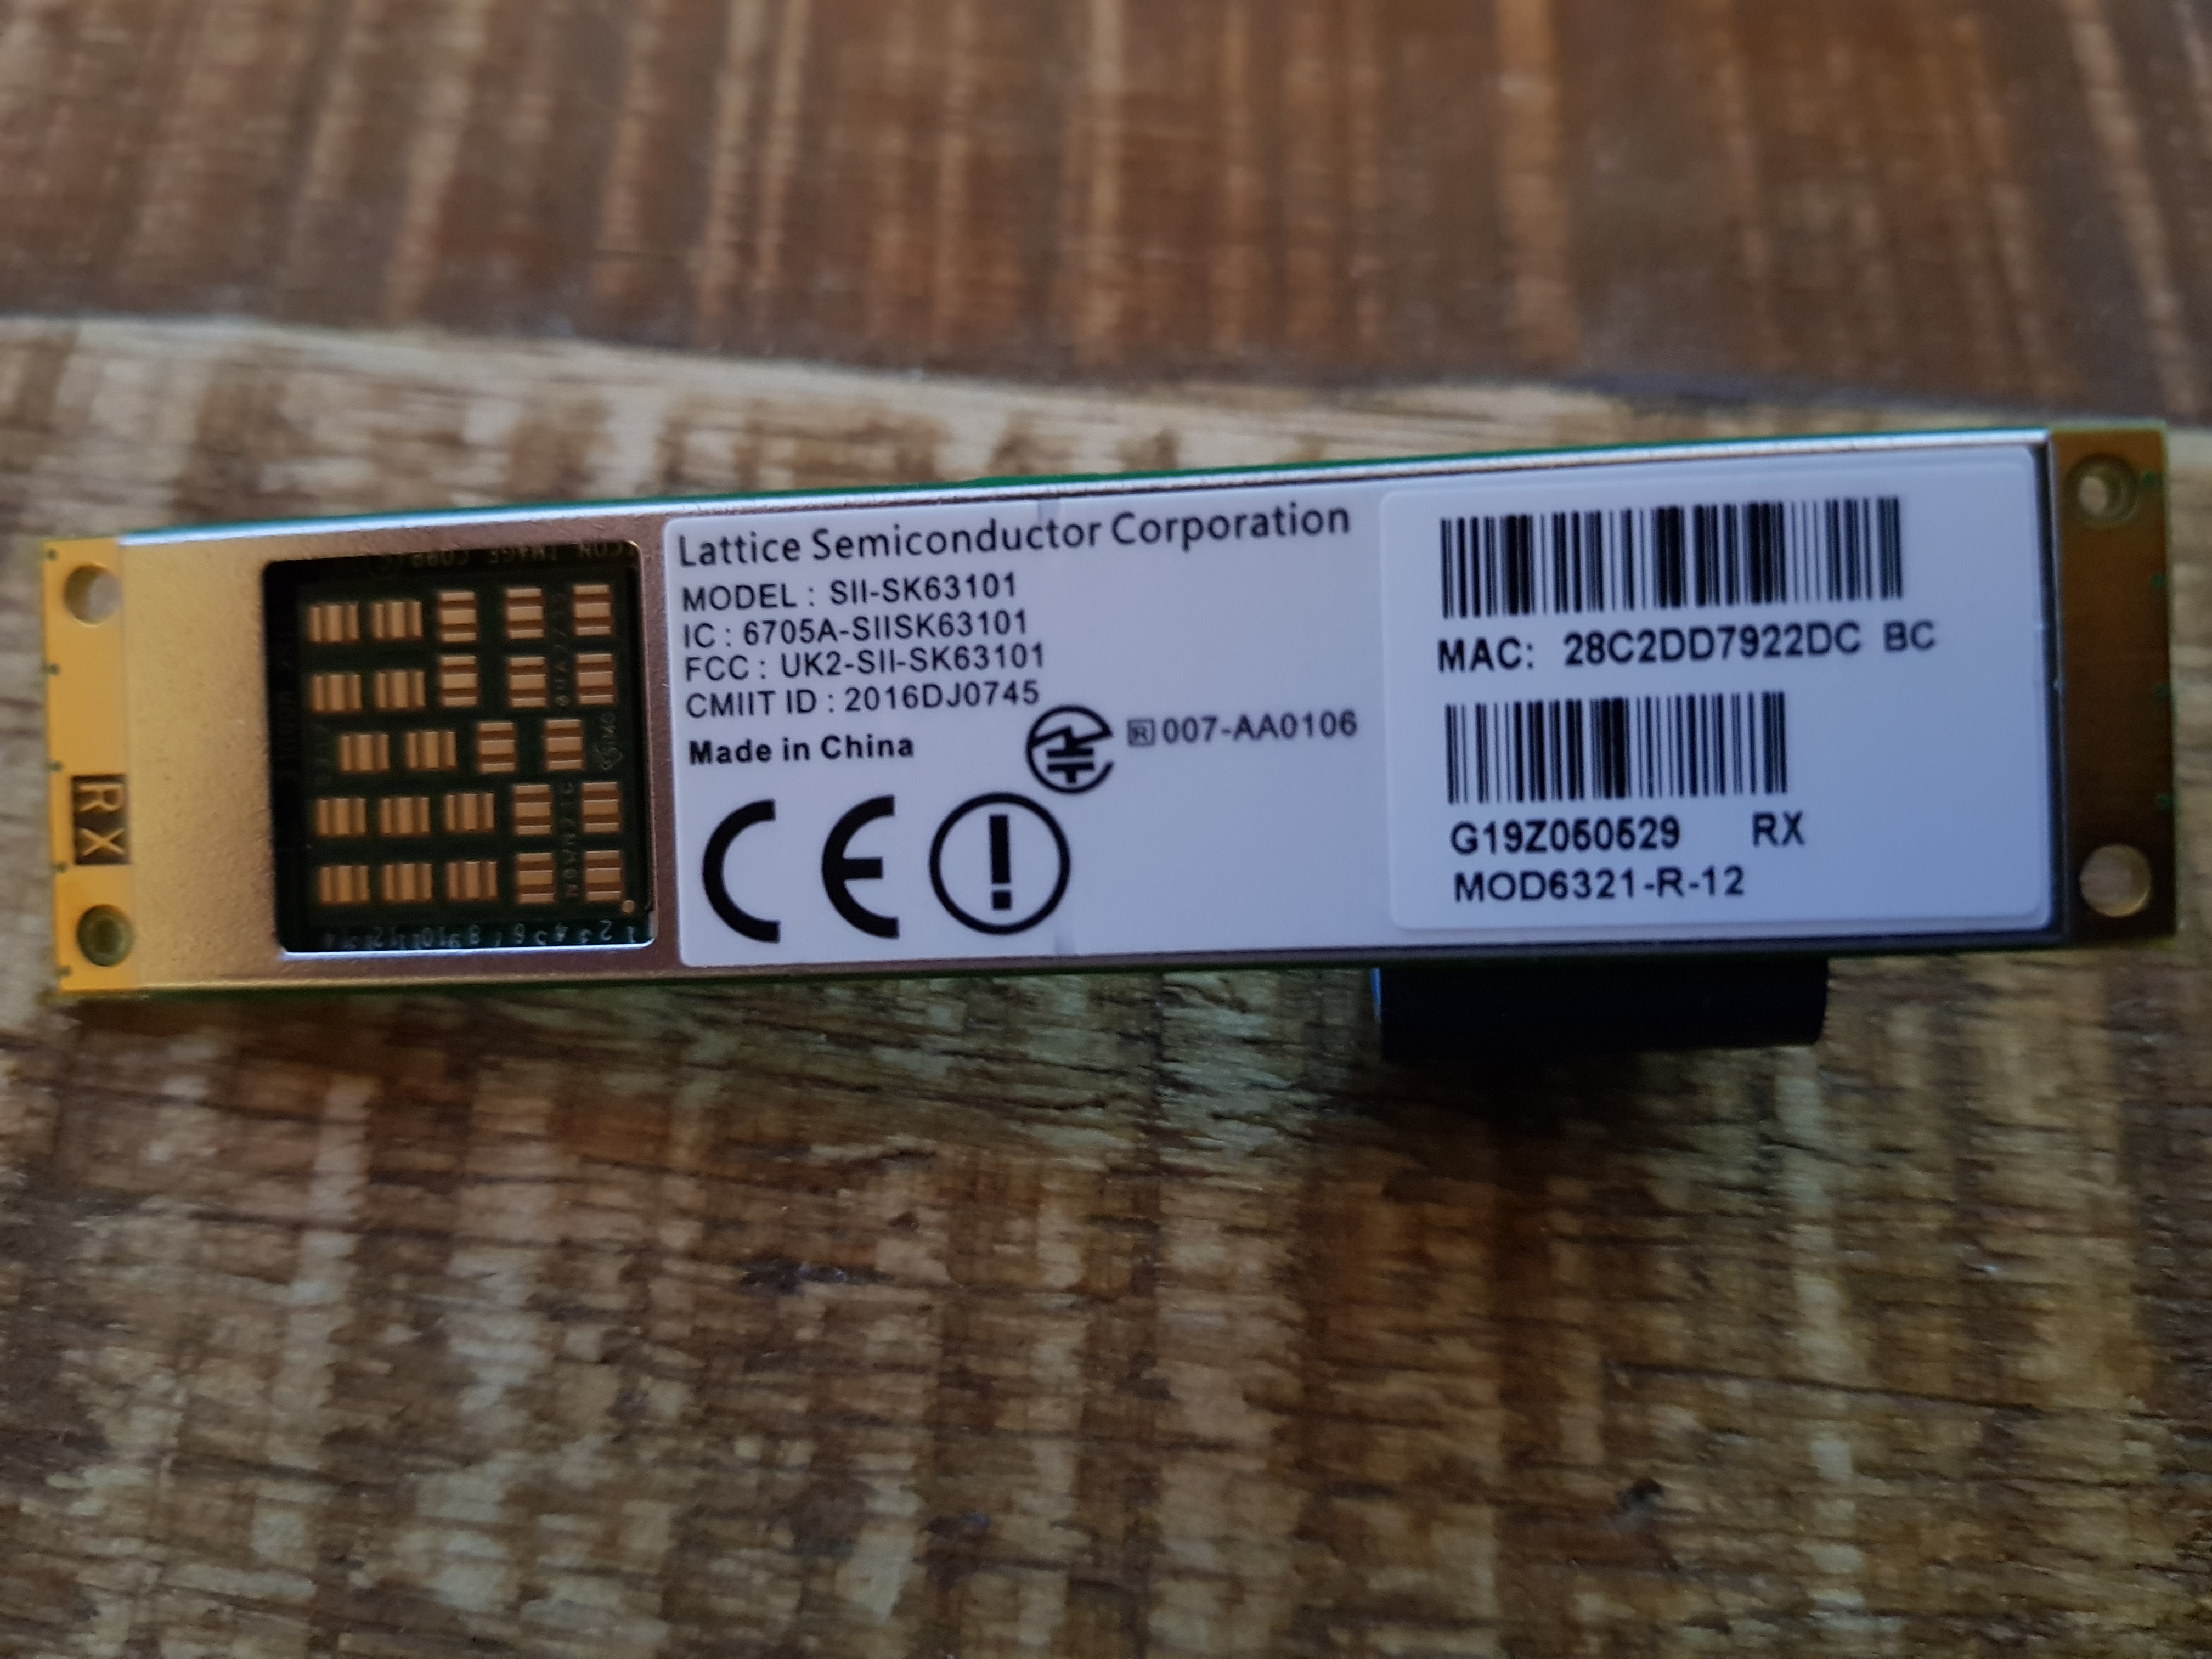 Lattice Semiconductor Corporation
MODEL : SII-SK63101
IC : 6705A-SIISK63101
FCC : UK2-SII-SK63101
CMIIT ID : 2016DJ0745
Made in China
R 007-AA0106
CE
MAC: 28C2DD7922DC BC
G19Z050529 RX
MOD6321-R-12
RX